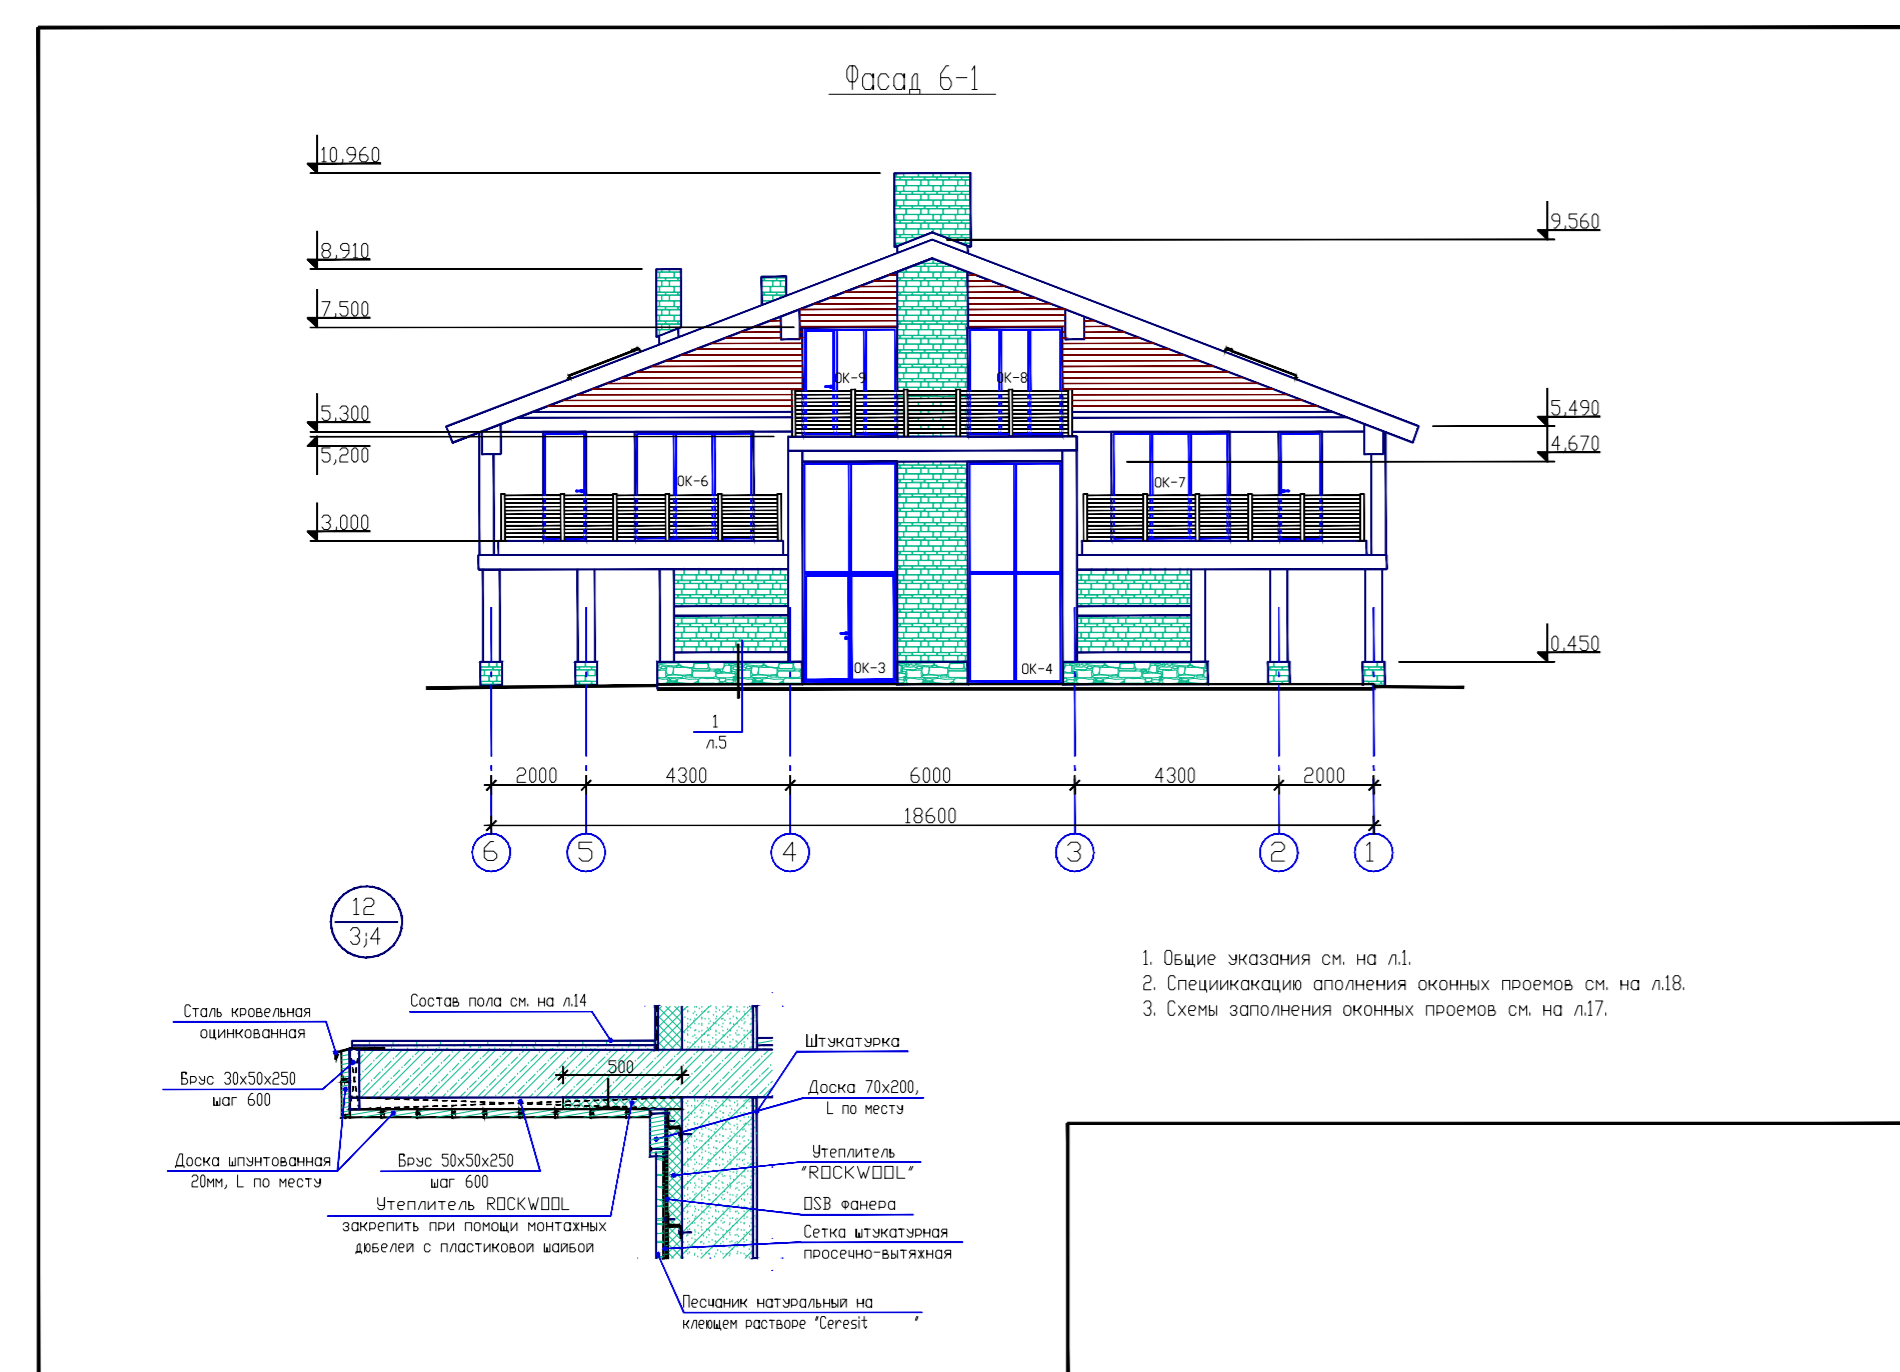 Фасад 6-1
10,960
9,560
8,910
7,500
5,300
5,490
5,200
4,670
3,000
0,450
ОК-9
ОК-8
ОК-6
ОК-7
ОК-3
ОК-4
1
л.5
2000
4300
6000
4300
2000
18600
6
5
4
3
2
1
12
3;4
1. Общие указания см. на л.1.
2. Специикакацию аполнения оконных проемов см. на л.18.
3. Схемы заполнения оконных проемов см. на л.17.
Состав пола см. на л.14
Сталь кровельная
оцинкованная
Брус 30х50х250
шаг 600
Доска шпунтованная
20мм, L по месту
Брус 50х50х250
шаг 600
Утеплитель ROCKWOOL
закрепить при помощи монтажных
дюбелей с пластиковой шайбой
500
Штукатурка
Доска 70х200,
L по месту
Утеплитель
"ROCKWOOL"
OSB фанера
Сетка штукатурная
просечно-вытяжная
Песчаник натуральный на
клеющем растворе "Ceresit "